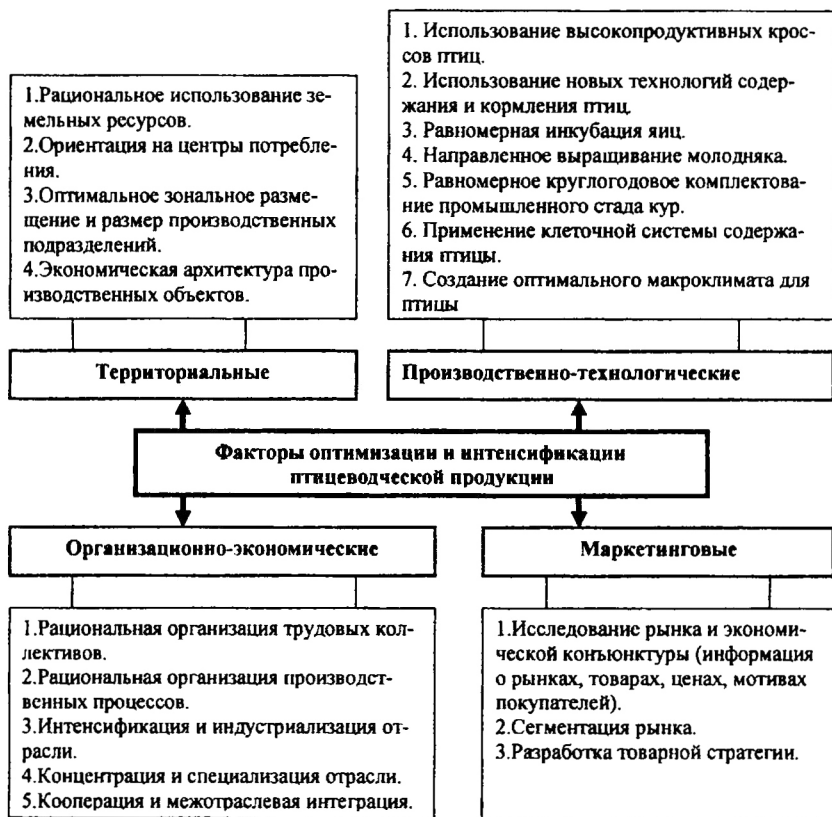 1.Рациональное использование зе-
мельных ресурсов.
2.Ориентация на центры потребле-
ния.
3.Оптимальное зональное разме-
щение и размер производственных
подразделений.
4.Экономическая архитектура про-
изводственных объектов.
1. Использование высокопродуктивных крос-
сов птиц.
2. Использование новых технологий содер-
жания и кормления птиц.
3. Равномерная инкубация яиц.
4. Направленное выращивание молодняка.
5. Равномерное круглогодовое комплектова-
ние промышленного стада кур.
6. Применение клеточной системы содержа-
ния птицы.
7. Создание оптимального макроклимата для
птицы
Территориальные
Производственно-технологические
Факторы оптимизации и интенсификации
птицеводческой продукции
Организационно-экономические
Маркетинговые
1.Рациональная организация трудовых кол-
лективов.
2.Рациональная организация производст-
венных процессов.
3.Интенсификация и индустриализация от-
расли.
4.Концентрация и специализация отрасли.
5.Кооперация и межотраслевая интеграция.
1.Исследование рынка и экономи-
ческой конъюнктуры (информация
о рынках, товарах, ценах, мотивах
покупателей).
2.Сегментация рынка.
3.Разработка товарной стратегии.